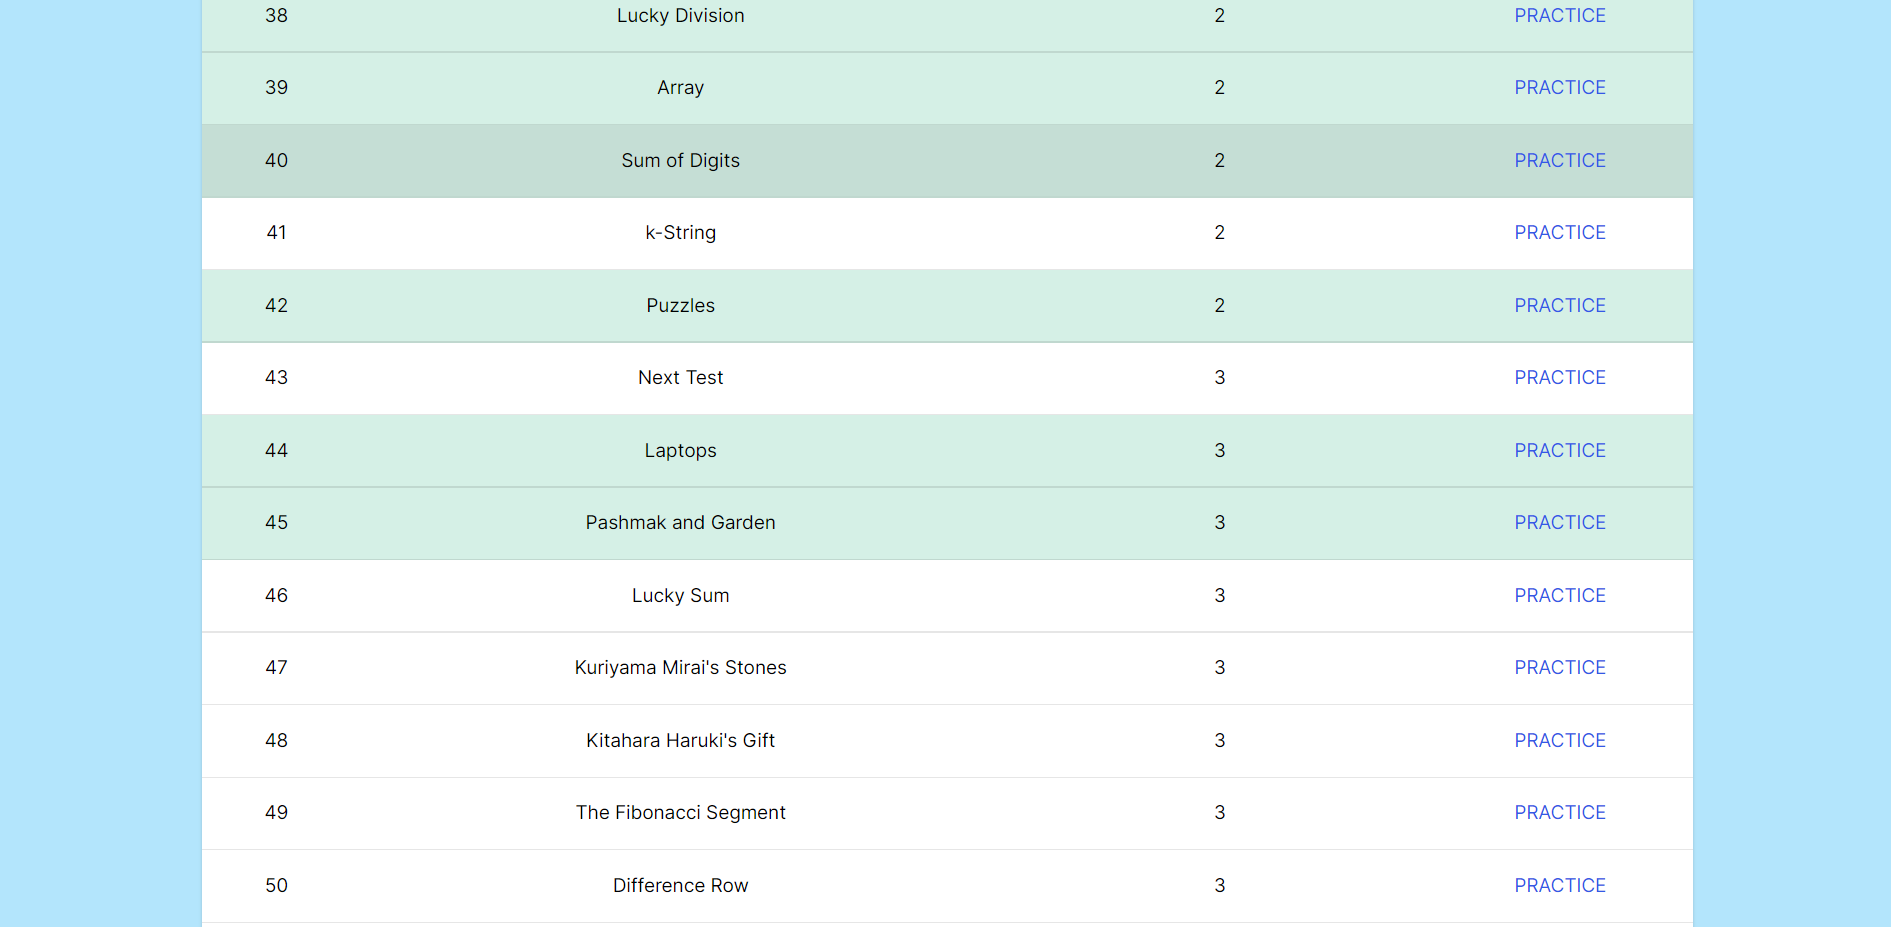 38 Lucky Division 2 PRACTICE
39 Array 2 PRACTICE
40 Sum of Digits 2 PRACTICE
41 k-String 2 PRACTICE
42 Puzzles 2 PRACTICE
43 Next Test 3 PRACTICE
44 Laptops 3 PRACTICE
45 Pashmak and Garden 3 PRACTICE
46 Lucky Sum 3 PRACTICE
47 Kuriyama Mirai's Stones 3 PRACTICE
48 Kitahara Haruki's Gift 3 PRACTICE
49 The Fibonacci Segment 3 PRACTICE
50 Difference Row 3 PRACTICE